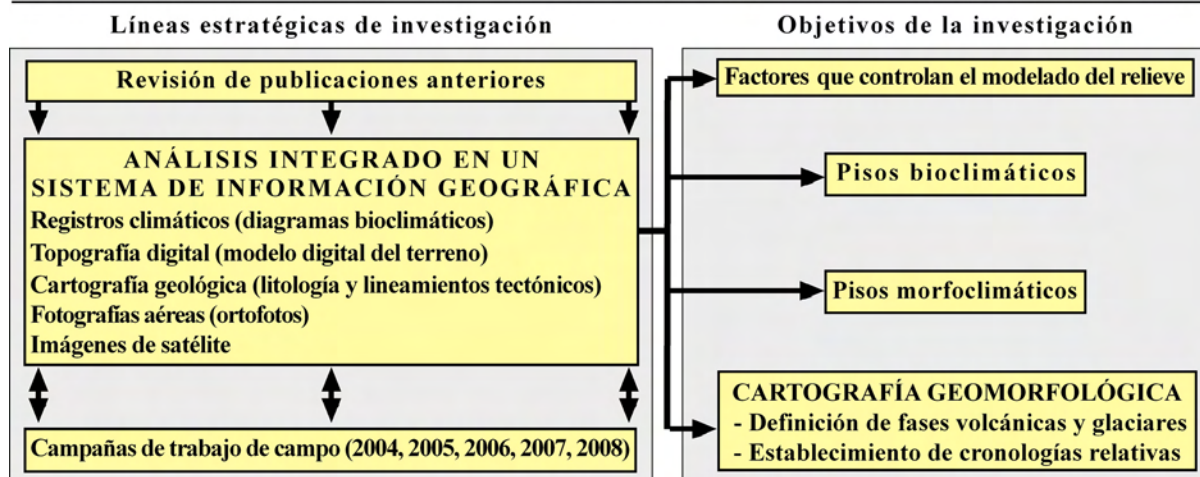 Líneas estratégicas de investigación
Revisión de publicaciones anteriores
ANÁLISIS INTEGRADO EN UN
SISTEMA DE INFORMACIÓN GEOGRÁFICA
Registros climáticos (diagramas bioclimáticos)
Topografía digital (modelo digital del terreno)
Cartografía geológica (litología y lineamientos tectónicos)
Fotografías aéreas (ortofotos)
Imágenes de satélite
Campañas de trabajo de campo (2004, 2005, 2006, 2007, 2008)
Objetivos de la investigación
Factores que controlan el modelado del relieve
Pisos bioclimáticos
Pisos morfoclimáticos
CARTOGRAFÍA GEOMORFOLÓGICA
- Definición de fases volcánicas y glaciares
- Establecimiento de cronologías relativas